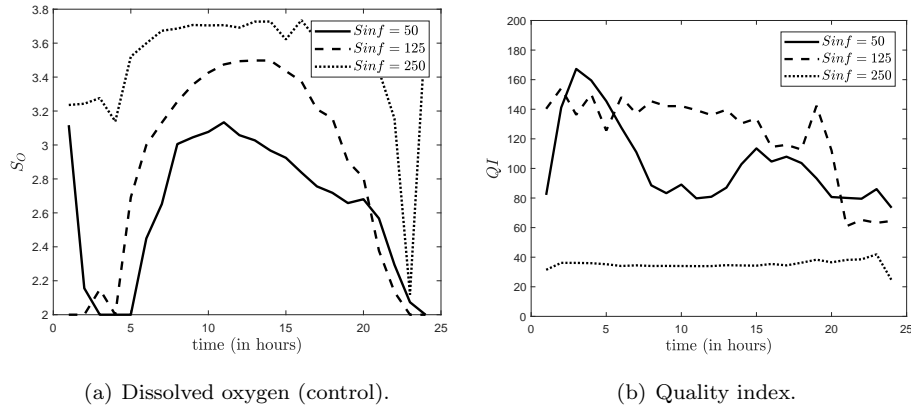 3.8
3.6
3.4
3.2
3
2.8
2.6
2.4
2.2
2
S_O
Sinf = 50
Sinf = 125
Sinf = 250
0 5 10 15 20 25
time (in hours)
(a) Dissolved oxygen (control).
200
180
160
140
120
100
80
60
40
20
0
QI
Sinf = 50
Sinf = 125
Sinf = 250
0 5 10 15 20 25
time (in hours)
(b) Quality index.